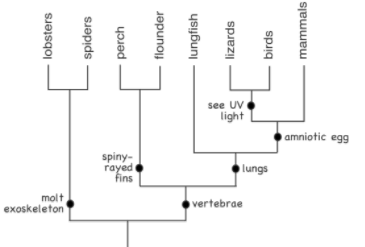 lobsters
spiders
perch
flounder
lungfish
lizards
birds
mammals
see UV
light
amniotic egg
spiny-
rayed
fins
lungs
molt
exoskeleton
vertebrae